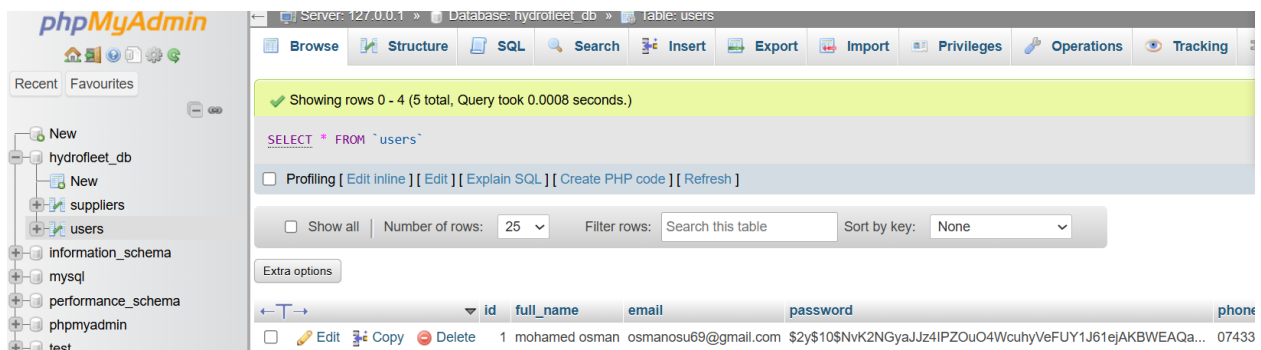 phpMyAdmin
Recent Favourites
New
hydrofleet_db
New
suppliers
users
information_schema
mysql
performance_schema
phpmyadmin
test
Server: 127.0.0.1 » Database: hydrofleet_db » Table: users
Browse Structure SQL Search Insert Export Import Privileges Operations Tracking
Showing rows 0 - 4 (5 total, Query took 0.0008 seconds.)
SELECT * FROM `users`
Profiling [ Edit inline ] [ Edit ] [ Explain SQL ] [ Create PHP code ] [ Refresh ]
Show all Number of rows: 25 Filter rows: Search this table Sort by key: None
Extra options
←T→ id full_name email password phone
Edit Copy Delete 1 mohamed osman osmanosu69@gmail.com $2y$10$NvK2NGyaJJz4IPZOuO4WcuhyVeFUY1J61ejAKBWEAQa... 07433